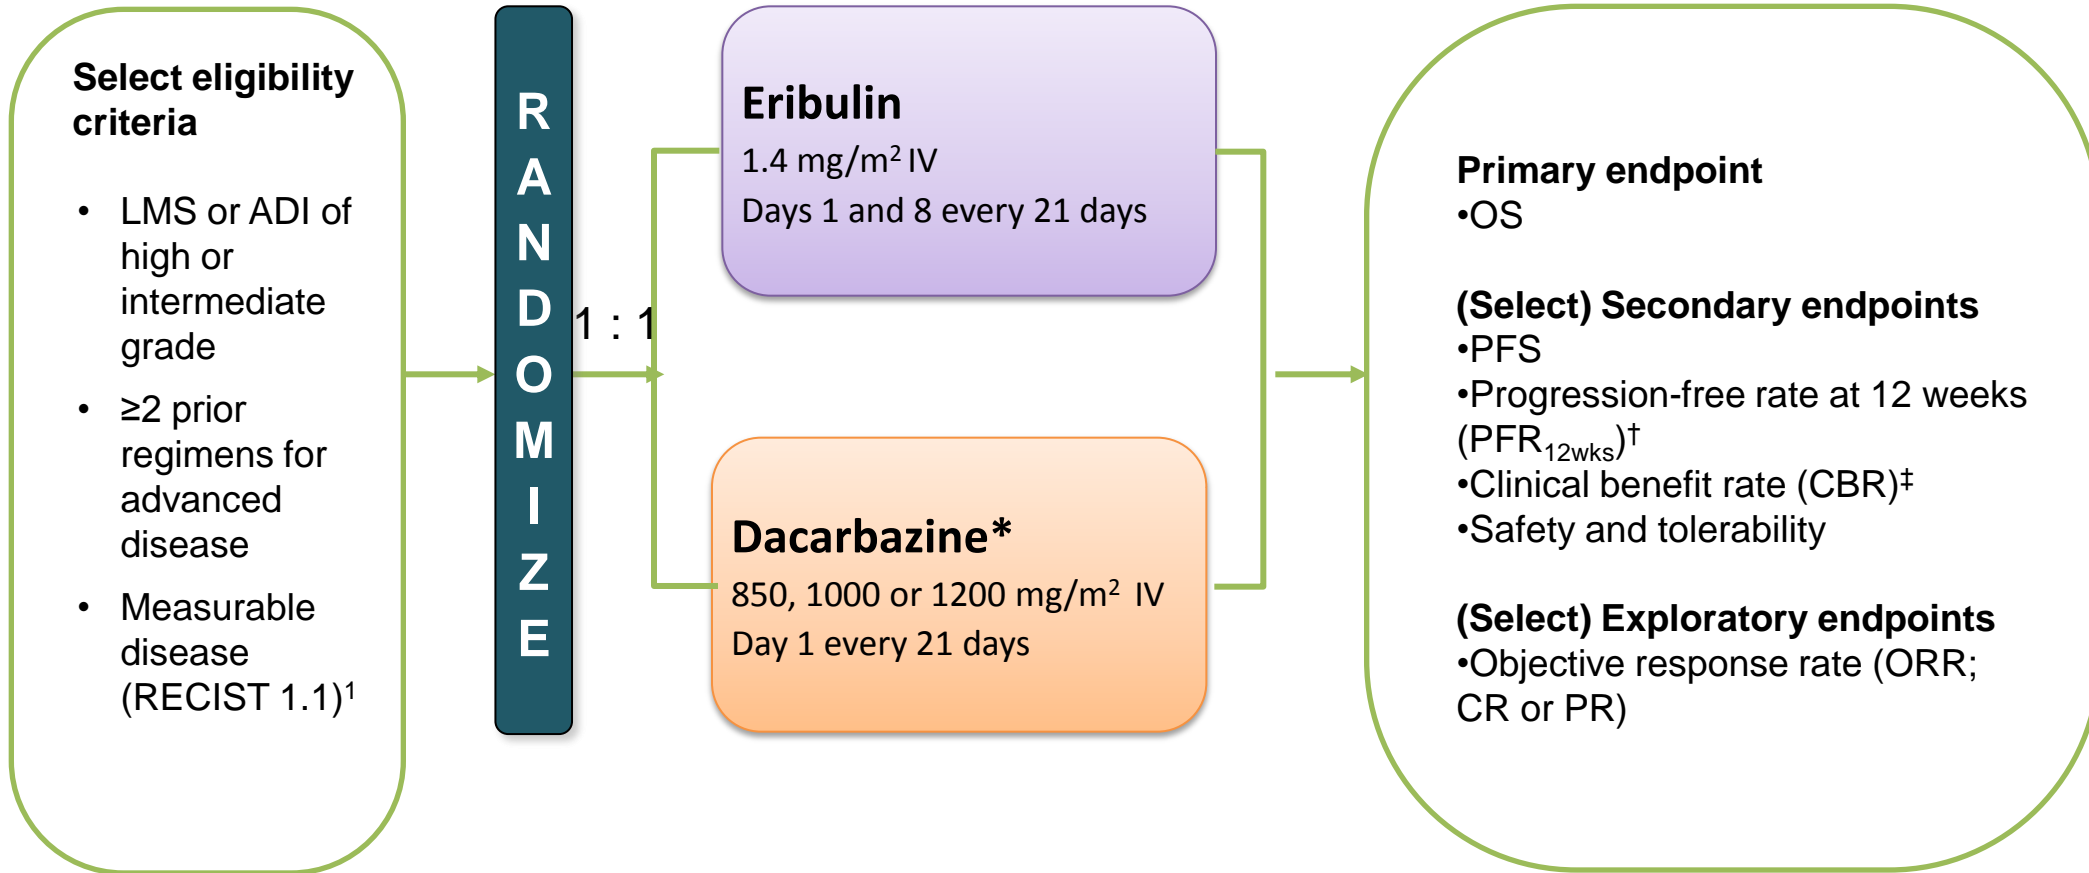 Select eligibility
criteria
• LMS or ADI of
high or
intermediate
grade
• ≥2 prior
regimens for
advanced
disease
• Measurable
disease
(RECIST 1.1)¹
RANDOMIZE
1 : 1
Eribulin
1.4 mg/m² IV
Days 1 and 8 every 21 days
Dacarbazine*
850, 1000 or 1200 mg/m² IV
Day 1 every 21 days
Primary endpoint
•OS
(Select) Secondary endpoints
•PFS
•Progression-free rate at 12 weeks
(PFR12wks)†
•Clinical benefit rate (CBR)‡
•Safety and tolerability
(Select) Exploratory endpoints
•Objective response rate (ORR;
CR or PR)